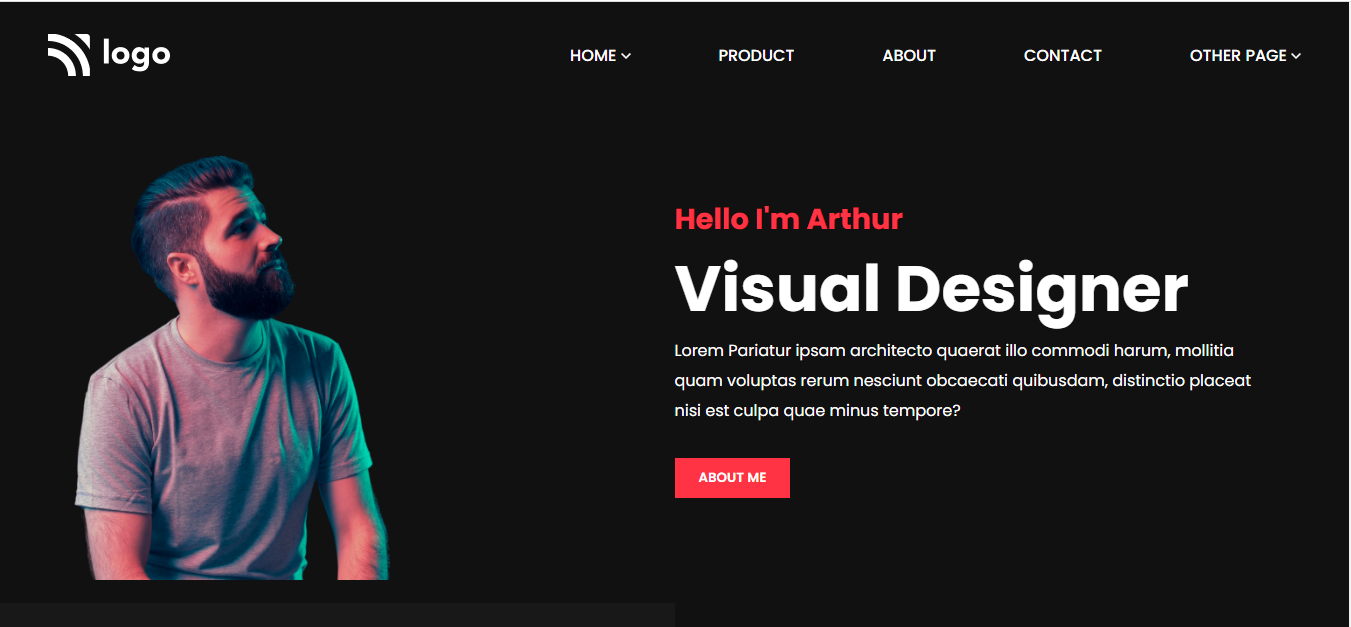 logo
HOME
PRODUCT
ABOUT
CONTACT
OTHER PAGE
Hello I'm Arthur
Visual Designer
Lorem Pariatur ipsam architecto quaerat illo commodi harum, mollitia
quam voluptas rerum nesciunt obcaecati quibusdam, distinctio placeat
nisi est culpa quae minus tempore?
ABOUT ME